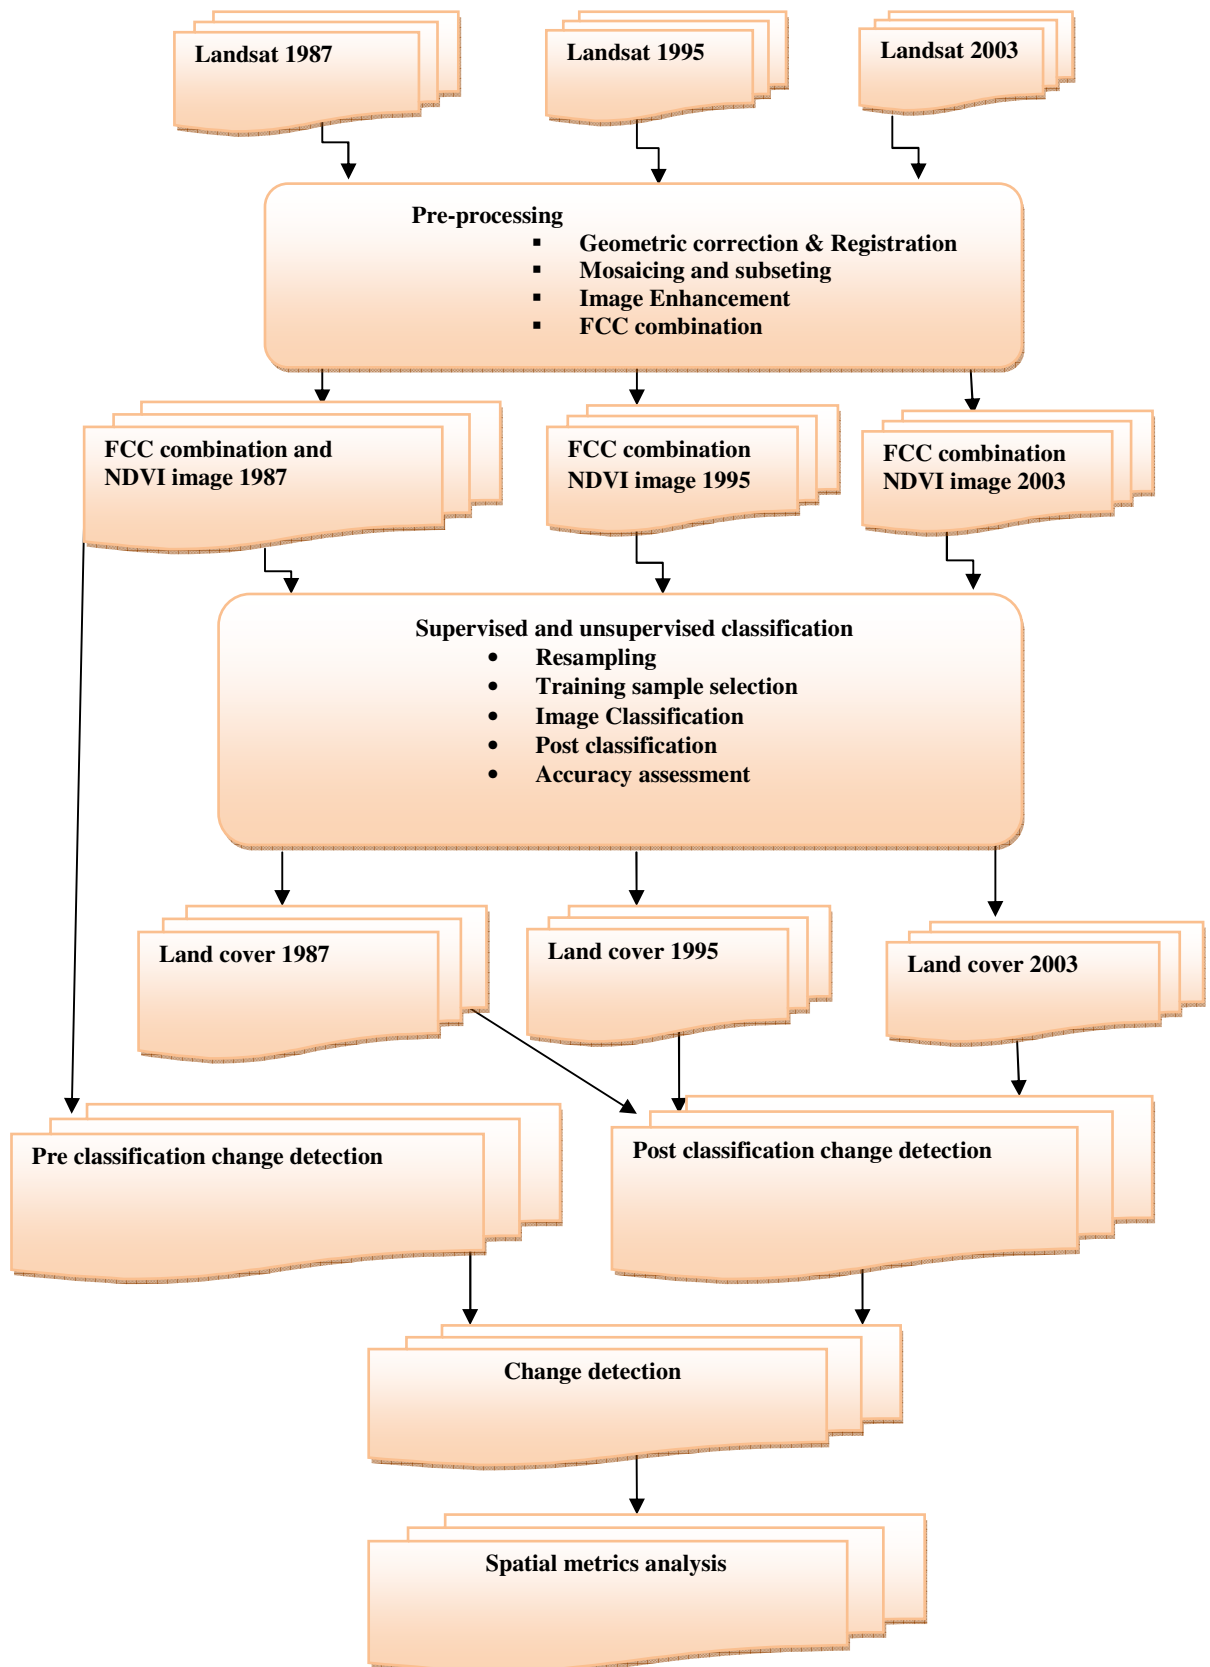 Landsat 1987
Landsat 1995
Landsat 2003
Pre-processing
▪ Geometric correction & Registration
▪ Mosaicing and subseting
▪ Image Enhancement
▪ FCC combination
FCC combination and
NDVI image 1987
FCC combination
NDVI image 1995
FCC combination
NDVI image 2003
Supervised and unsupervised classification
• Resampling
• Training sample selection
• Image Classification
• Post classification
• Accuracy assessment
Land cover 1987
Land cover 1995
Land cover 2003
Pre classification change detection
Post classification change detection
Change detection
Spatial metrics analysis